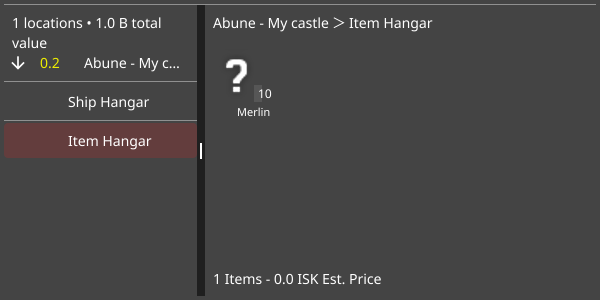 1 locations • 1.0 B total
value
0.2 Abune - My c...
Ship Hangar
Item Hangar
Abune - My castle > Item Hangar
?
10
Merlin
1 Items - 0.0 ISK Est. Price